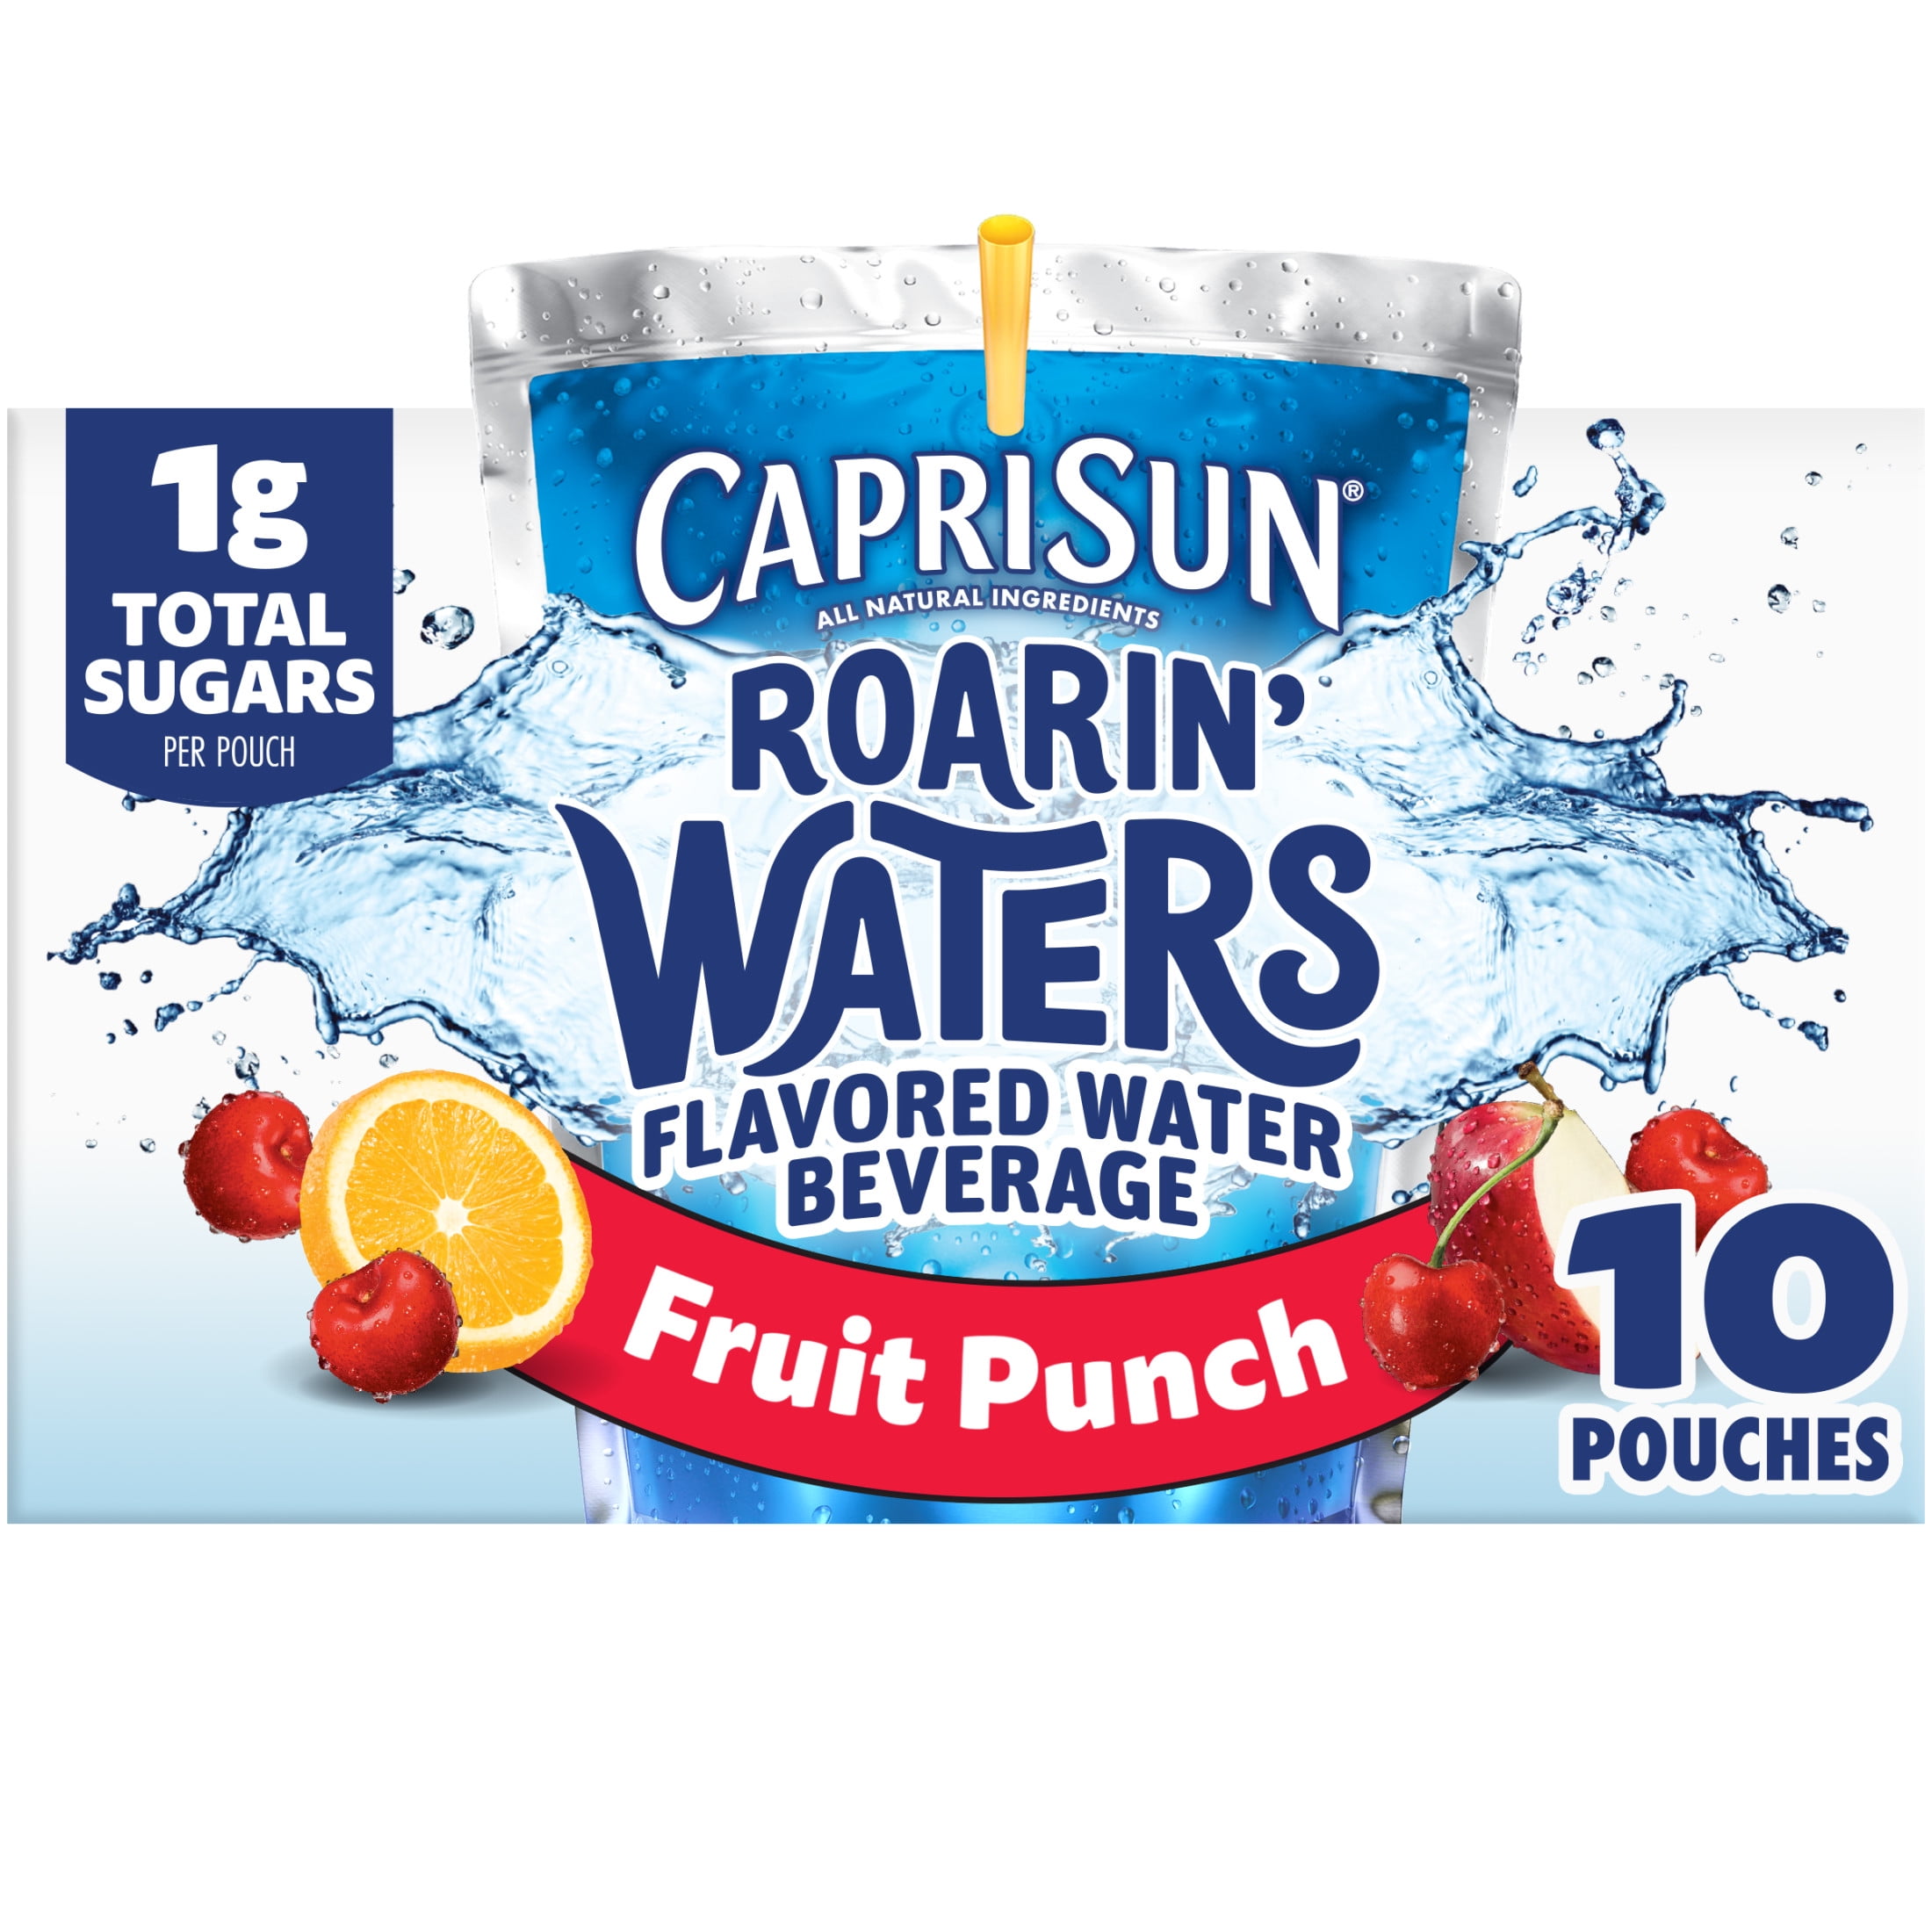 1g
TOTAL
SUGARS
PER POUCH
CAPRISUN®
ALL NATURAL INGREDIENTS
ROARIN'
WATERS
FLAVORED WATER
BEVERAGE
Fruit Punch
10
POUCHES